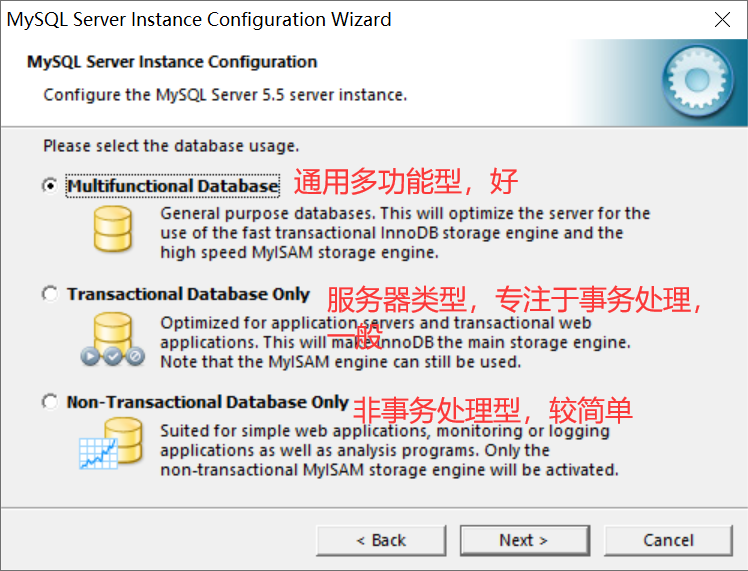 MySQL Server Instance Configuration Wizard
MySQL Server Instance Configuration
Configure the MySQL Server 5.5 server instance.
Please select the database usage.
Multifunctional Database 通用多功能型，好
General purpose databases. This will optimize the server for the
use of the fast transactional InnoDB storage engine and the
high speed MyISAM storage engine.
Transactional Database Only 服务器类型，专注于事务处理，
一般
Optimized for application servers and transactional web
applications. This will make InnoDB the main storage engine.
Note that the MyISAM engine can still be used.
Non-Transactional Database Only 非事务处理型，较简单
Suited for simple web applications, monitoring or logging
applications as well as analysis programs. Only the
non-transactional MyISAM storage engine will be activated.
< Back Next > Cancel